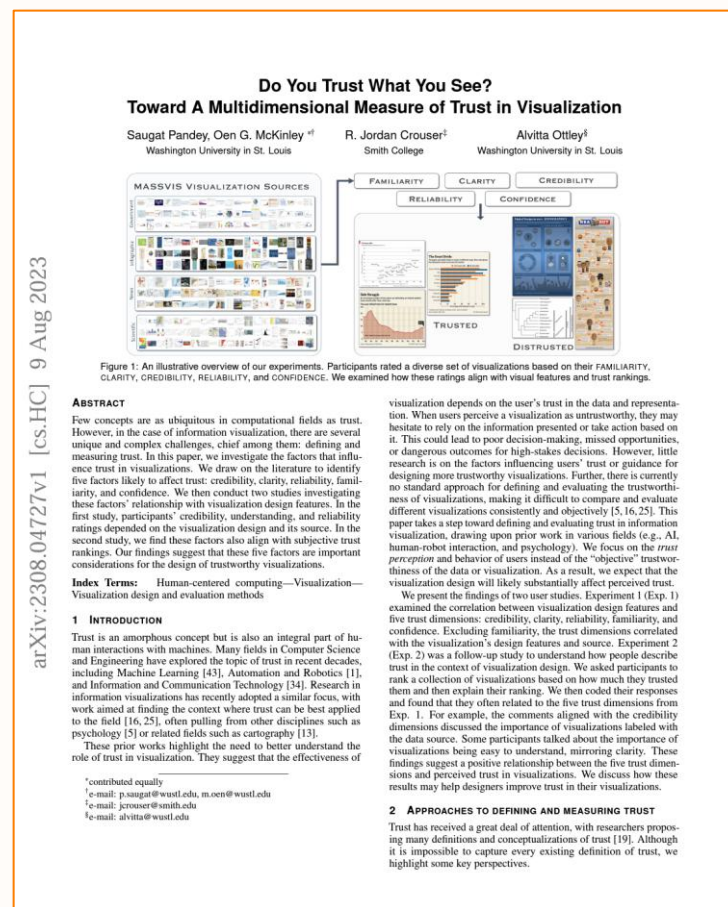 arXiv:2308.04727v1 [cs.HC] 9 Aug 2023
Do You Trust What You See?
Toward A Multidimensional Measure of Trust in Visualization
Saugat Pandey, Oen G. McKinley *†
Washington University in St. Louis
R. Jordan Crouser‡
Smith College
Alvitta Ottley§
Washington University in St. Louis
MASSVIS VISUALIZATION SOURCES
FAMILIARITY
CLARITY
CREDIBILITY
RELIABILITY
CONFIDENCE
TRUSTED
DISTRUSTED
Figure 1: An illustrative overview of our experiments. Participants rated a diverse set of visualizations based on their FAMILIARITY,
CLARITY, CREDIBILITY, RELIABILITY, and CONFIDENCE. We examined how these ratings align with visual features and trust rankings.
ABSTRACT
Few concepts are as ubiquitous in computational fields as trust.
However, in the case of information visualization, there are several
unique and complex challenges, chief among them: defining and
measuring trust. In this paper, we investigate the factors that influ-
ence trust in visualizations. We draw on the literature to identify
five factors likely to affect trust: credibility, clarity, reliability, famil-
iarity, and confidence. We then conduct two studies investigating
these factors' relationship with visualization design features. In the
first study, participants' credibility, understanding, and reliability
ratings depended on the visualization design and its source. In the
second study, we find these factors also align with subjective trust
rankings. Our findings suggest that these five factors are important
considerations for the design of trustworthy visualizations.
Index Terms: Human-centered computing—Visualization—
Visualization design and evaluation methods
1 INTRODUCTION
Trust is an amorphous concept but is also an integral part of hu-
man interactions with machines. Many fields in Computer Science
and Engineering have explored the topic of trust in recent decades,
including Machine Learning [43], Automation and Robotics [1],
and Information and Communication Technology [34]. Research in
information visualizations has recently adopted a similar focus, with
work aimed at finding the context where trust can be best applied
to the field [16, 25], often pulling from other disciplines such as
psychology [5] or related fields such as cartography [13].
These prior works highlight the need to better understand the
role of trust in visualization. They suggest that the effectiveness of
*contributed equally
†e-mail: p.saugat@wustl.edu, m.oen@wustl.edu
‡e-mail: jcrouser@smith.edu
§e-mail: alvitta@wustl.edu
visualization depends on the user's trust in the data and representa-
tion. When users perceive a visualization as untrustworthy, they may
hesitate to rely on the information presented or take action based on
it. This could lead to poor decision-making, missed opportunities,
or dangerous outcomes for high-stakes decisions. However, little
research is on the factors influencing users' trust or guidance for
designing more trustworthy visualizations. Further, there is currently
no standard approach for defining and evaluating the trustworthi-
ness of visualizations, making it difficult to compare and evaluate
different visualizations consistently and objectively [5, 16, 25]. This
paper takes a step toward defining and evaluating trust in information
visualization, drawing upon prior work in various fields (e.g., AI,
human-robot interaction, and psychology). We focus on the trust
perception and behavior of users instead of the “objective” trustwor-
thiness of the data or visualization. As a result, we expect that the
visualization design will likely substantially affect perceived trust.
We present the findings of two user studies. Experiment 1 (Exp. 1)
examined the correlation between visualization design features and
five trust dimensions: credibility, clarity, reliability, familiarity, and
confidence. Excluding familiarity, the trust dimensions correlated
with the visualization's design features and source. Experiment 2
(Exp. 2) was a follow-up study to understand how people describe
trust in the context of visualization design. We asked participants to
rank a collection of visualizations based on how much they trusted
them and then explain their ranking. We then coded their responses
and found that they often related to the five trust dimensions from
Exp. 1. For example, the comments aligned with the credibility
dimensions discussed the importance of visualizations labeled with
the data source. Some participants talked about the importance of
visualizations being easy to understand, mirroring clarity. These
findings suggest a positive relationship between the five trust dimen-
sions and perceived trust in visualizations. We discuss how these
results may help designers improve trust in their visualizations.
2 APPROACHES TO DEFINING AND MEASURING TRUST
Trust has received a great deal of attention, with researchers propos-
ing many definitions and conceptualizations of trust [19]. Although
it is impossible to capture every existing definition of trust, we
highlight some key perspectives.